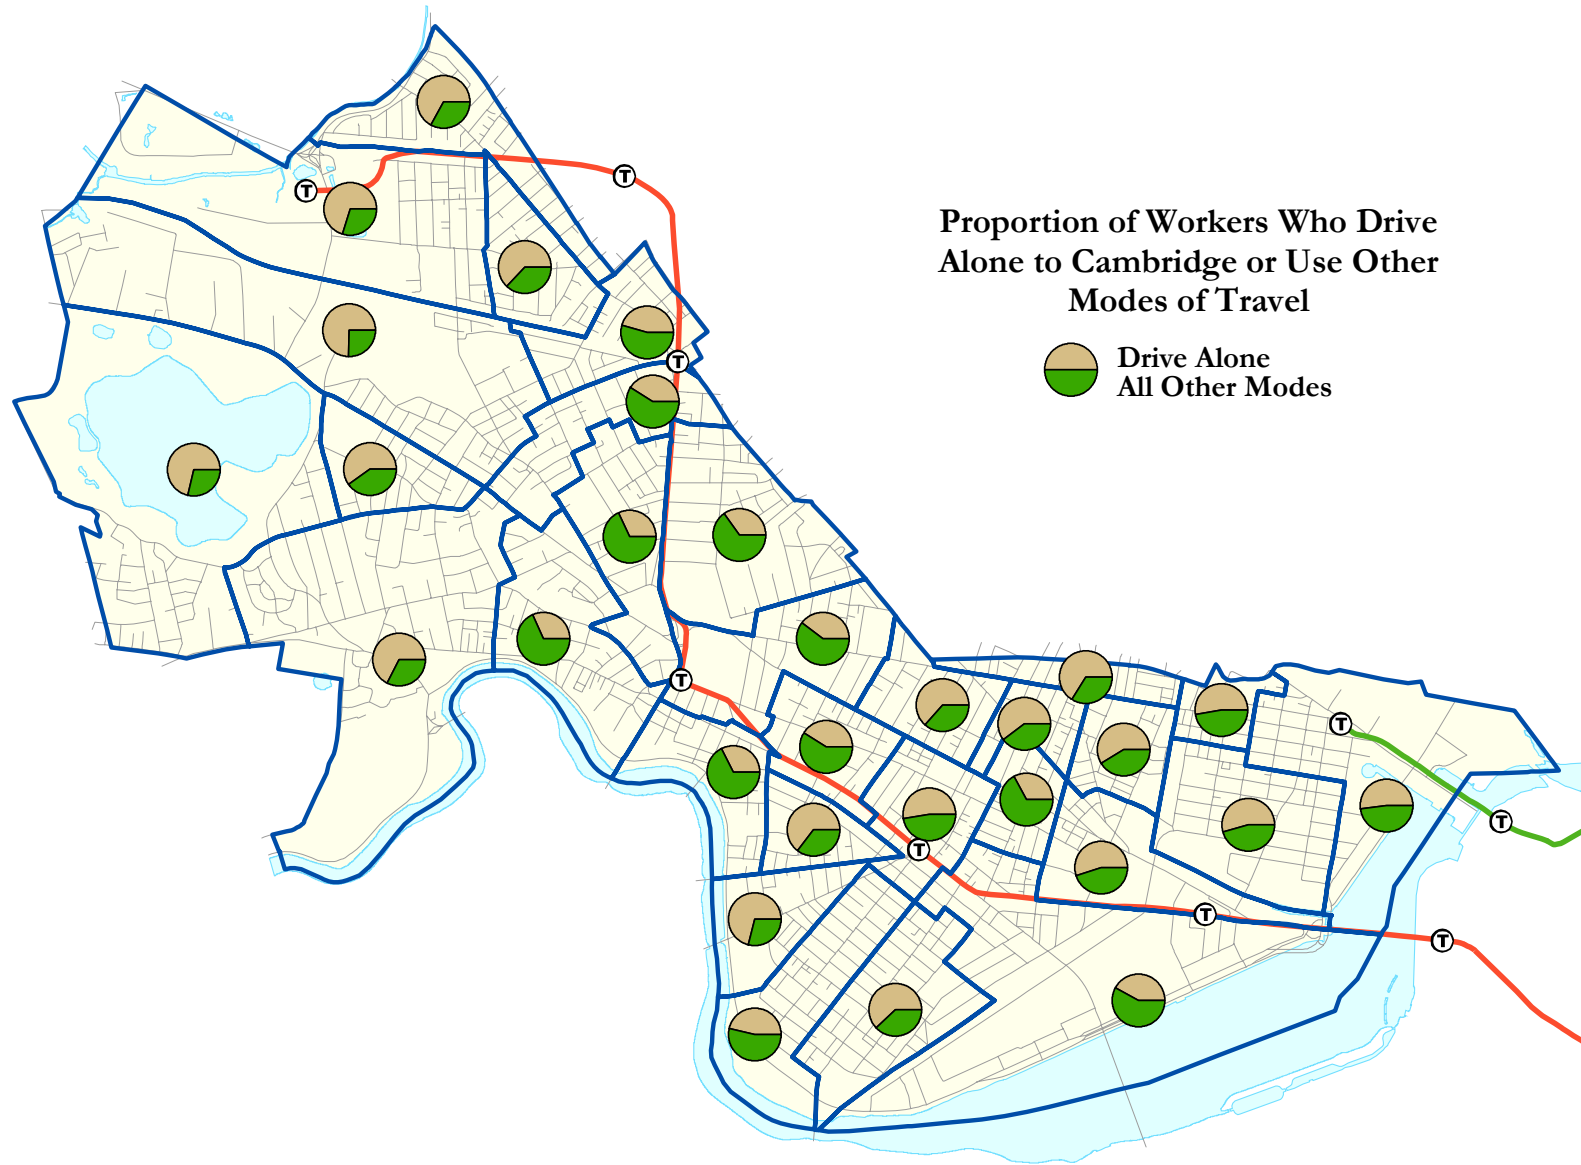 Proportion of Workers Who Drive
Alone to Cambridge or Use Other
Modes of Travel
Drive Alone
All Other Modes
T
T
T
T
T
T
T
T
T